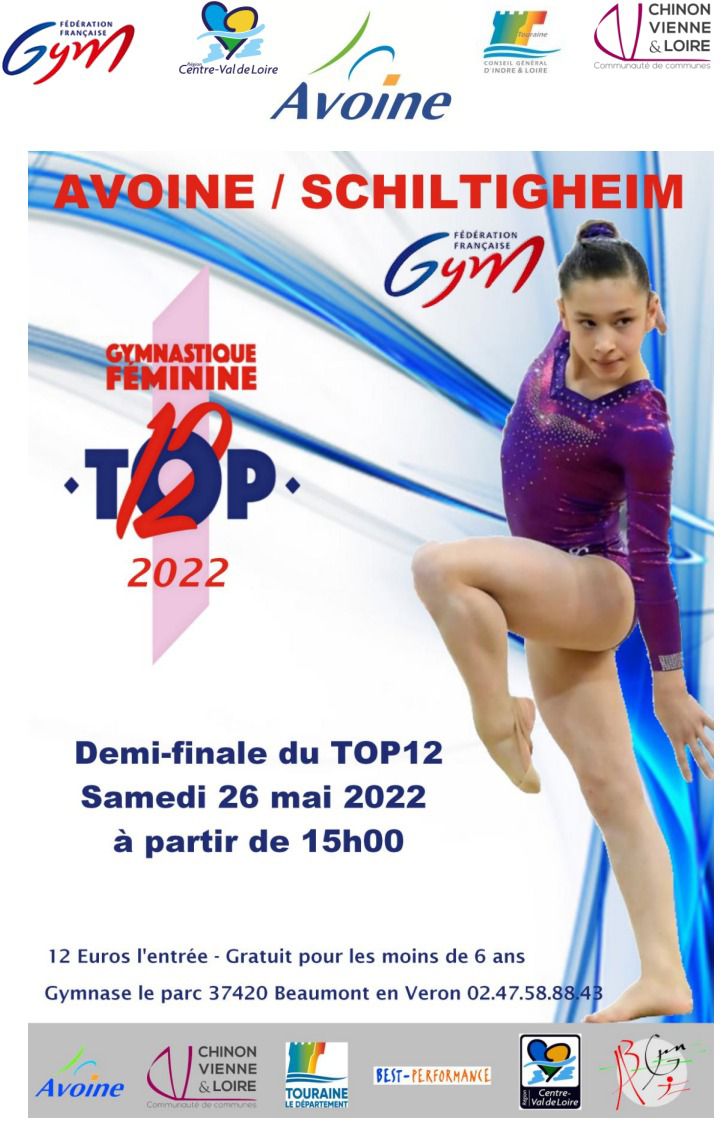 FÉDÉRATION
FRANÇAISE
Gym
Région
Centre-Val de Loire
Avoine
Touraine
CONSEIL GÉNÉRAL
D'INDRE & LOIRE
CHINON
VIENNE
& LOIRE
Communauté de communes
AVOINE / SCHILTIGHEIM
FÉDÉRATION
FRANÇAISE
Gym
GYMNASTIQUE
FÉMININE
TOP
12
2022
Demi-finale du TOP12
Samedi 26 mai 2022
à partir de 15h00
12 Euros l'entrée - Gratuit pour les moins de 6 ans
Gymnase le parc 37420 Beaumont en Veron 02.47.58.88.43
Avoine
CHINON
VIENNE
& LOIRE
Communauté de communes
TOURAINE
LE DÉPARTEMENT
BEST-PERFORMANCE
Région
Centre-
Val de Loire